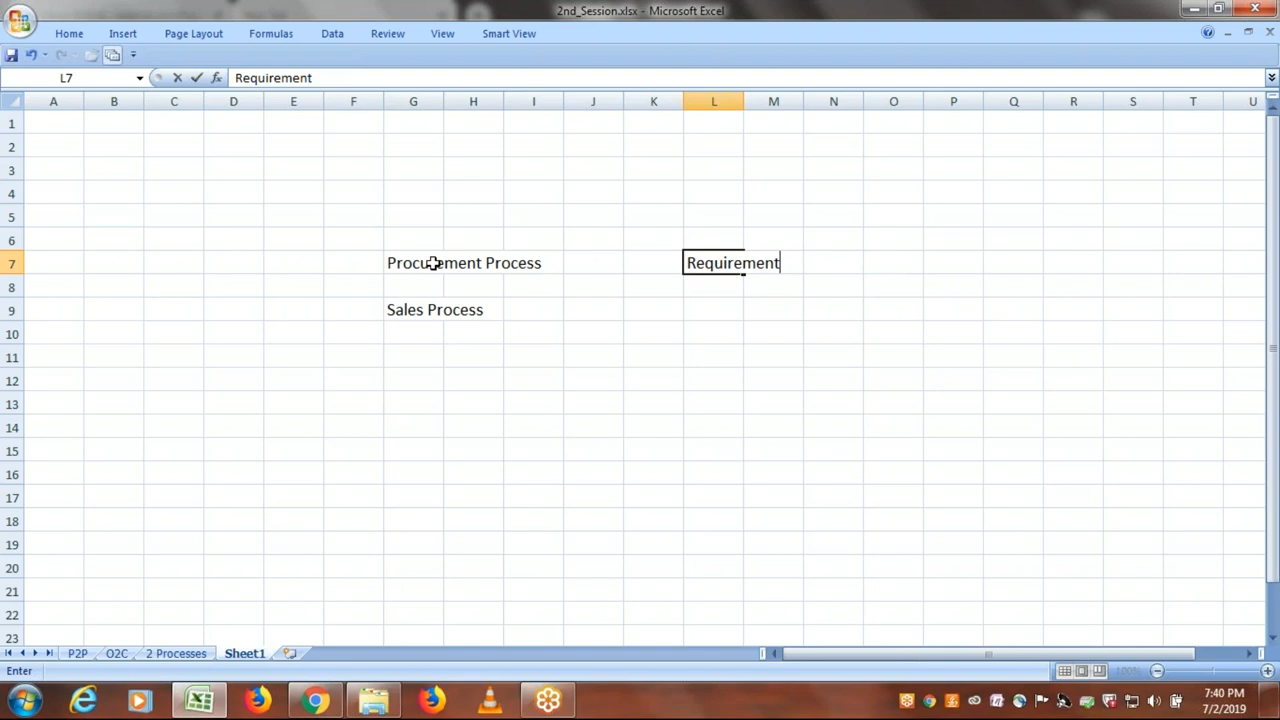 2nd_Session.xlsx - Microsoft Excel
Home Insert Page Layout Formulas Data Review View Smart View
L7 fx Requirement
A B C D E F G H I J K L M N O P Q R S T U
1
2
3
4
5
6
7 Procurement Process Requirement
8
9 Sales Process
10
11
12
13
14
15
16
17
18
19
20
21
22
23
P2P O2C 2 Processes Sheet1
Enter 100%
7:40 PM
7/2/2019